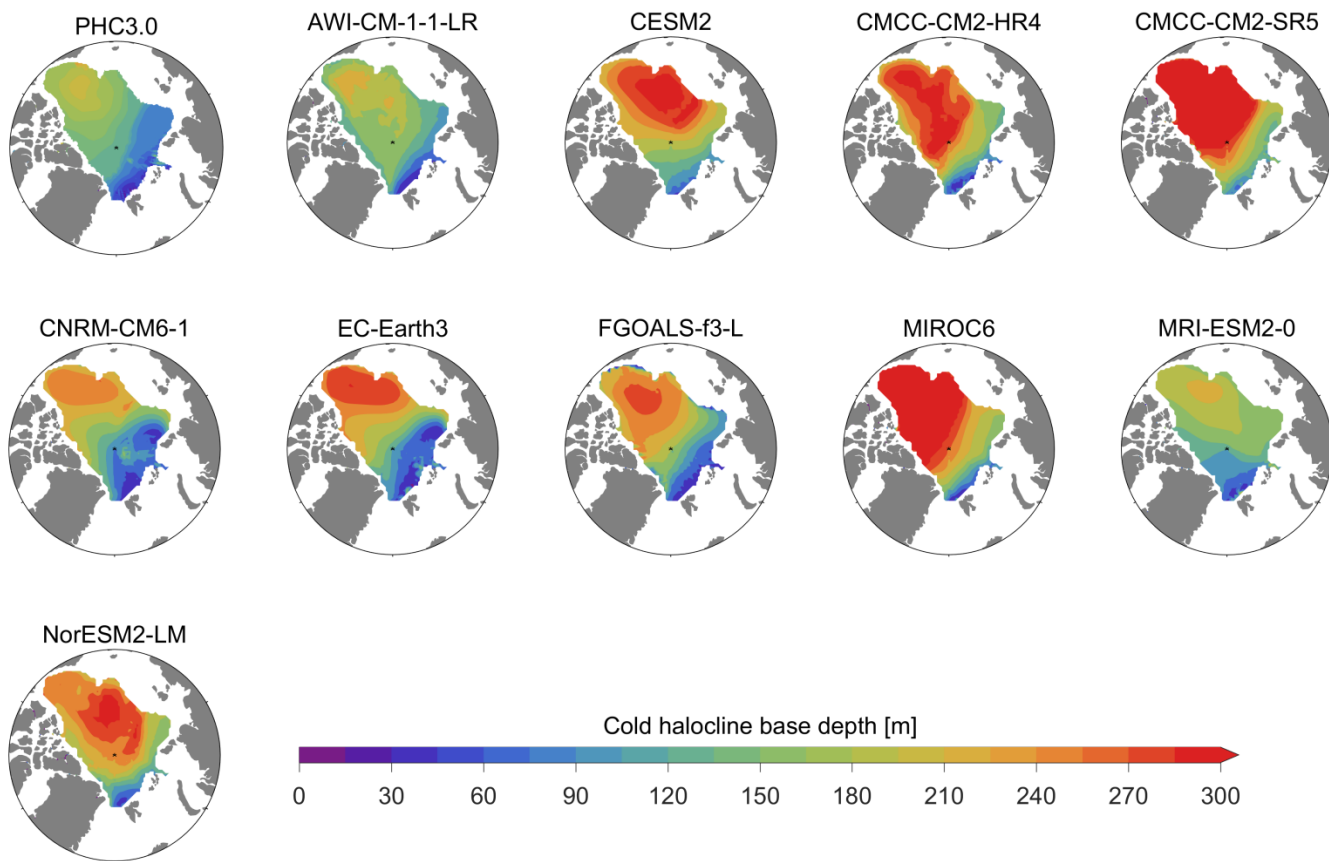 PHC3.0
AWI-CM-1-1-LR
CESM2
CMCC-CM2-HR4
CMCC-CM2-SR5
CNRM-CM6-1
EC-Earth3
FGOALS-f3-L
MIROC6
MRI-ESM2-0
NorESM2-LM
Cold halocline base depth [m]
0 30 60 90 120 150 180 210 240 270 300